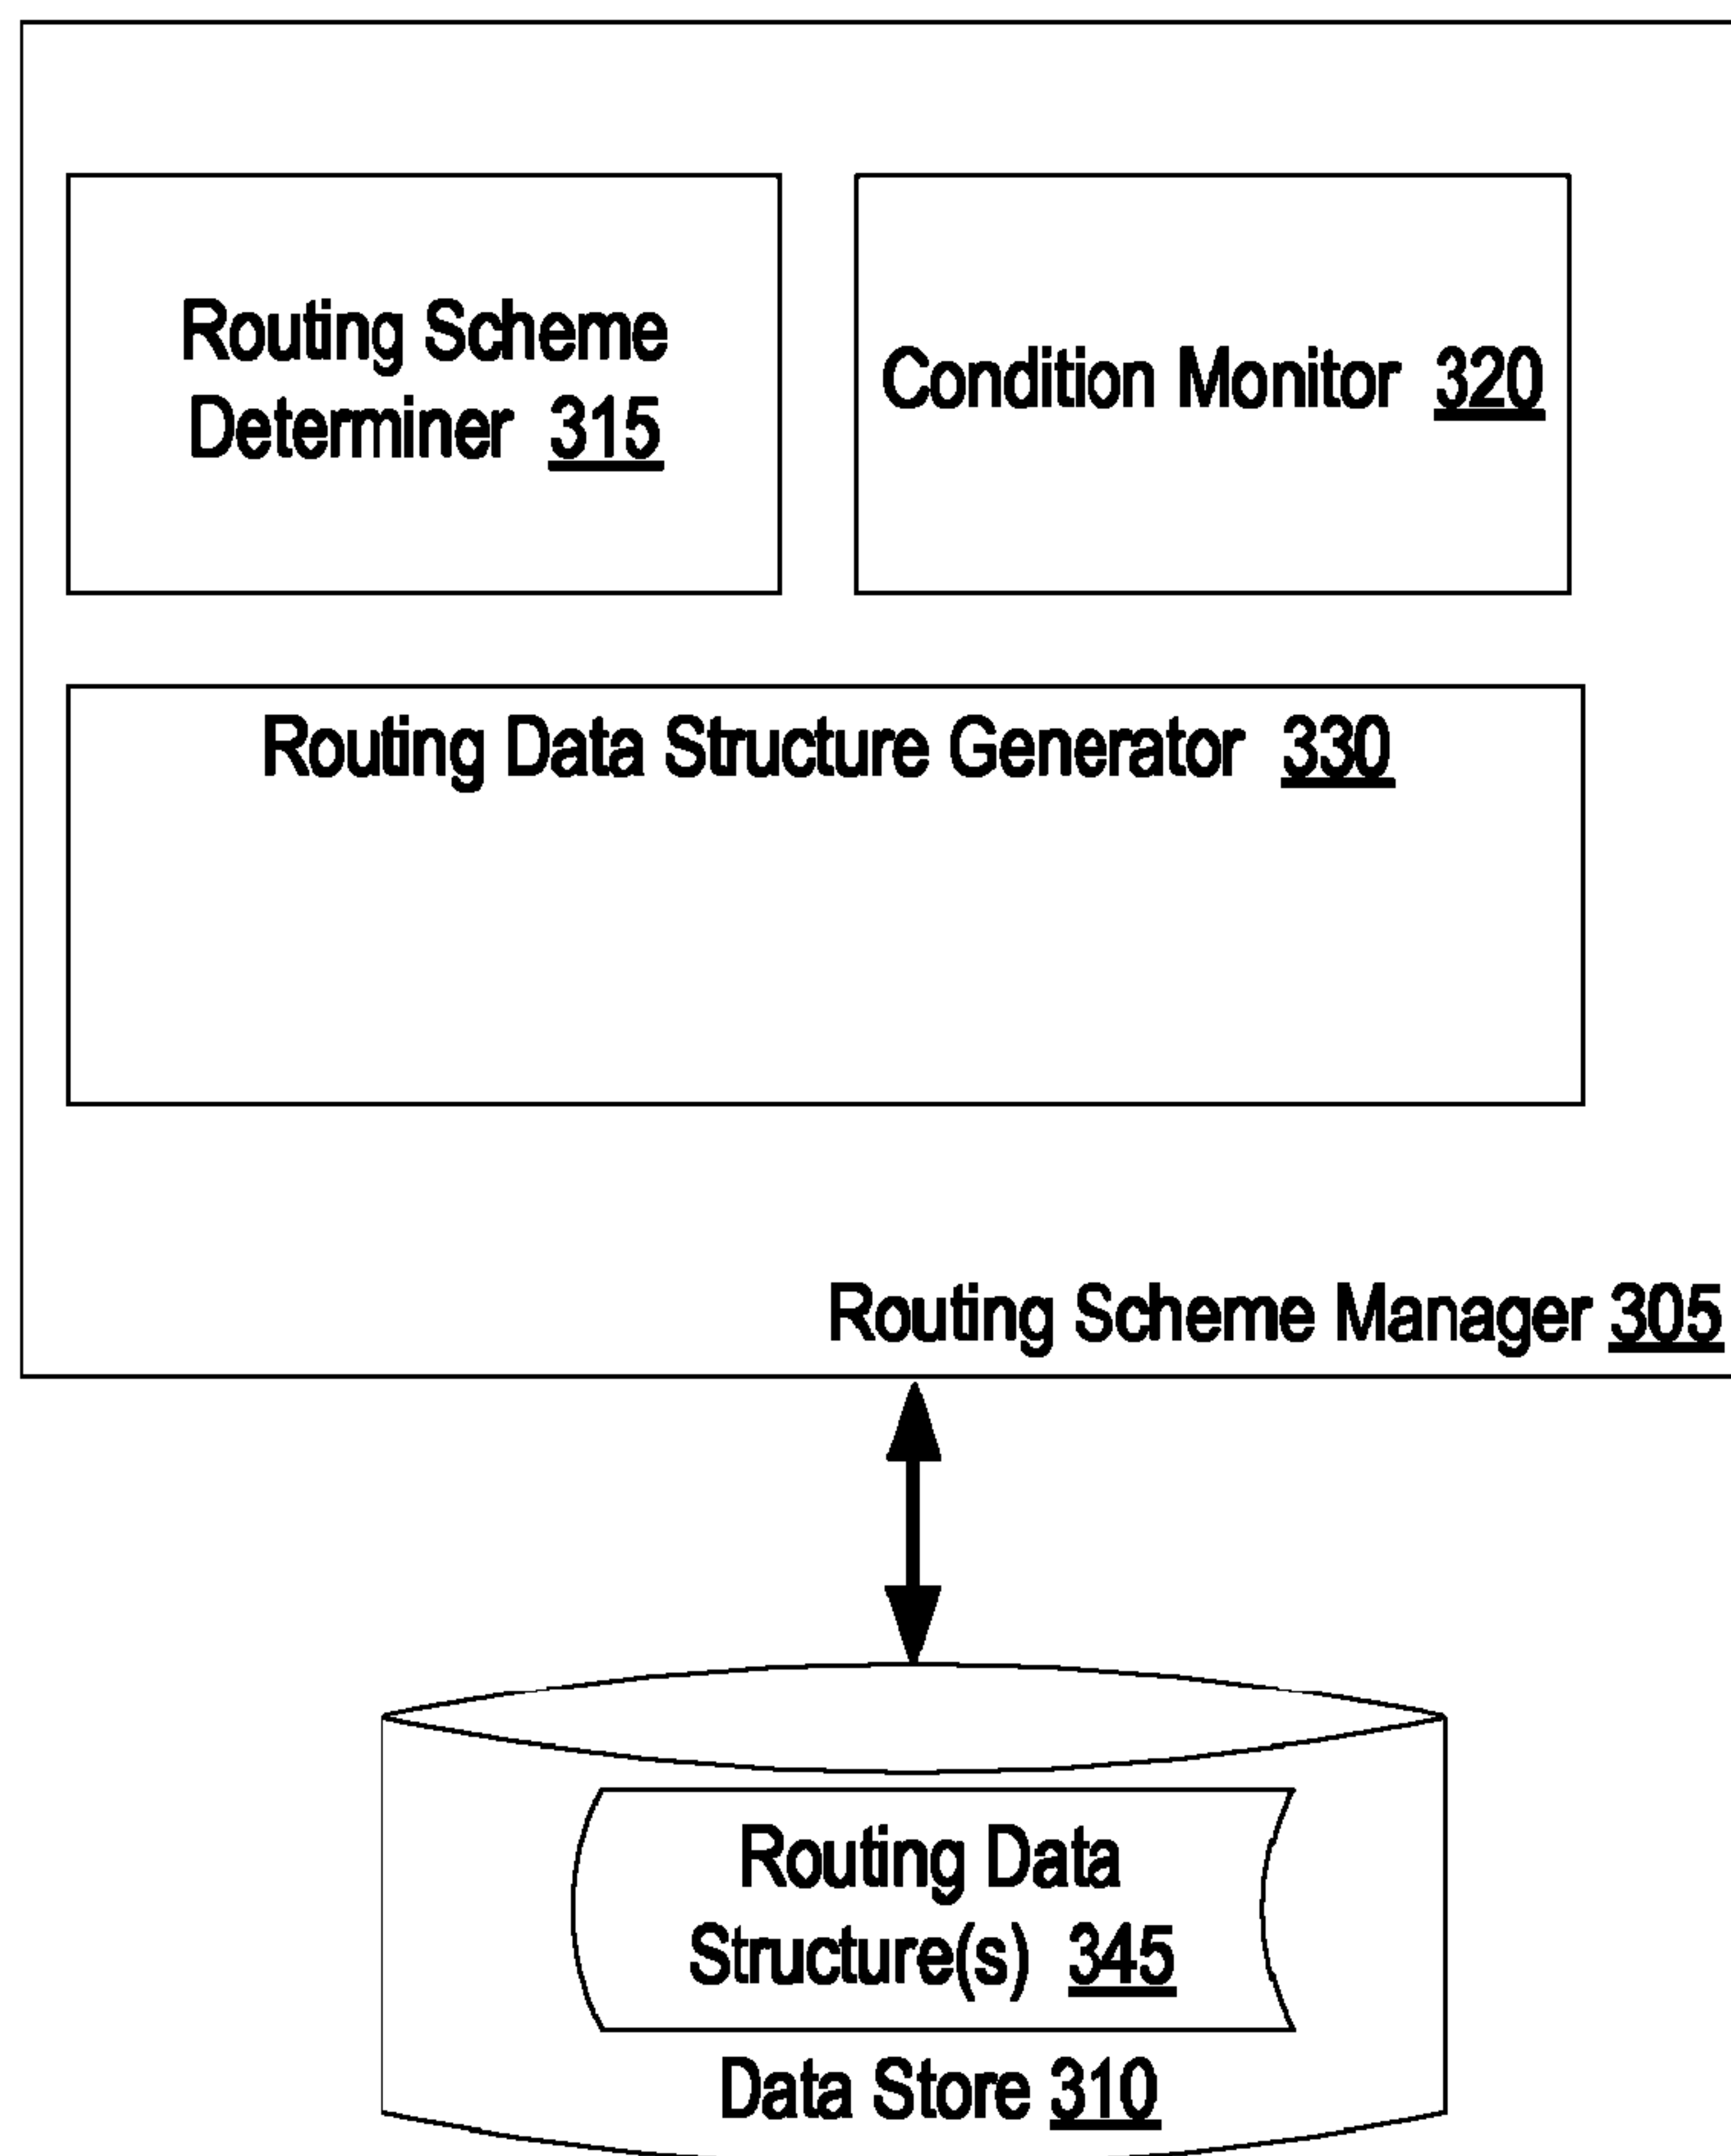 Routing Scheme
Determiner 315
Condition Monitor 320
Routing Data Structure Generator 330
Routing Scheme Manager 305
Routing Data
Structure(s) 345
Data Store 310